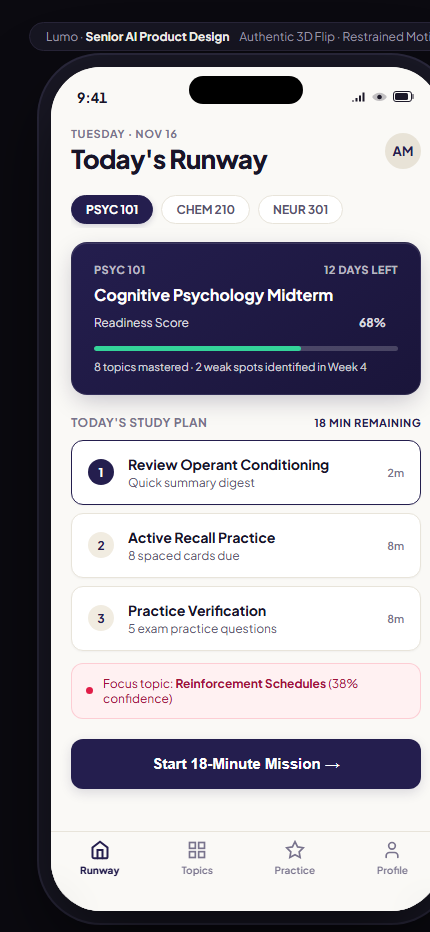 Lumo · Senior AI Product Design Authentic 3D Flip · Restrained Moti
9:41
TUESDAY · NOV 16
Today's Runway
AM
PSYC 101 CHEM 210 NEUR 301
PSYC 101 12 DAYS LEFT
Cognitive Psychology Midterm
Readiness Score 68%
8 topics mastered · 2 weak spots identified in Week 4
TODAY'S STUDY PLAN 18 MIN REMAINING
1 Review Operant Conditioning 2m
Quick summary digest
2 Active Recall Practice 8m
8 spaced cards due
3 Practice Verification 8m
5 exam practice questions
Focus topic: Reinforcement Schedules (38%
confidence)
Start 18-Minute Mission →
Runway Topics Practice Profile